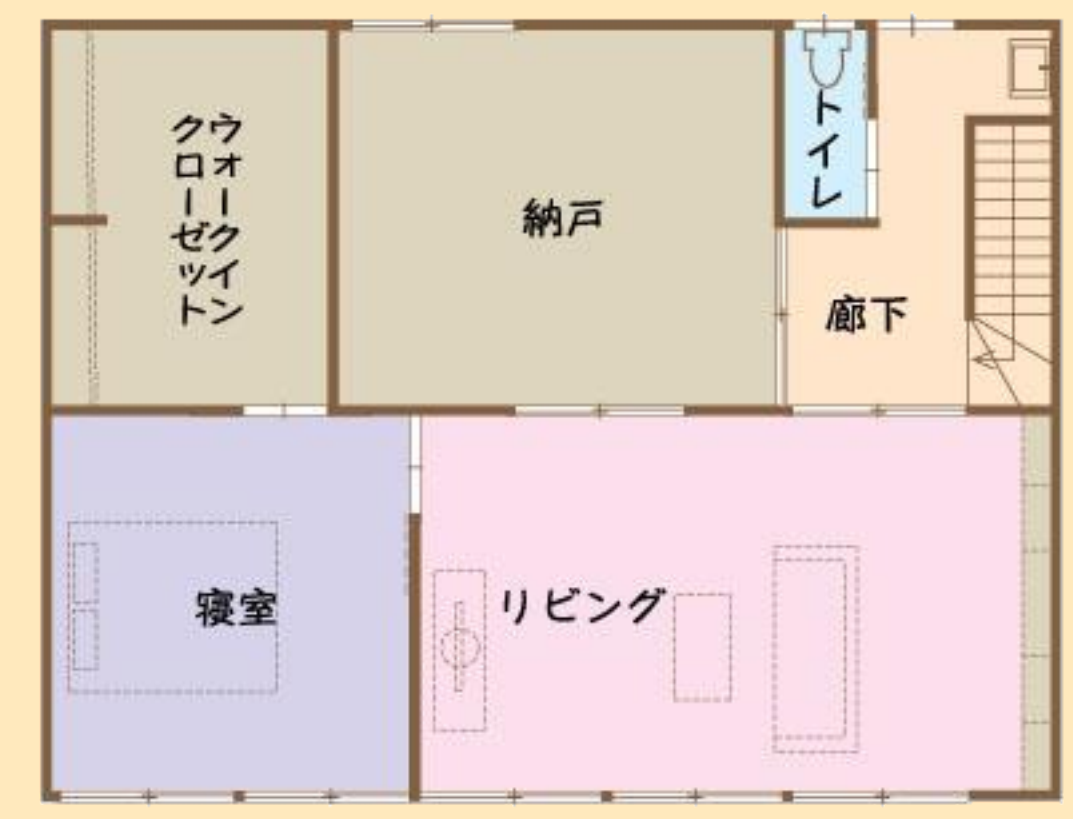 ウォークイン
クローゼット
納戸
トイレ
廊下
寝室
リビング